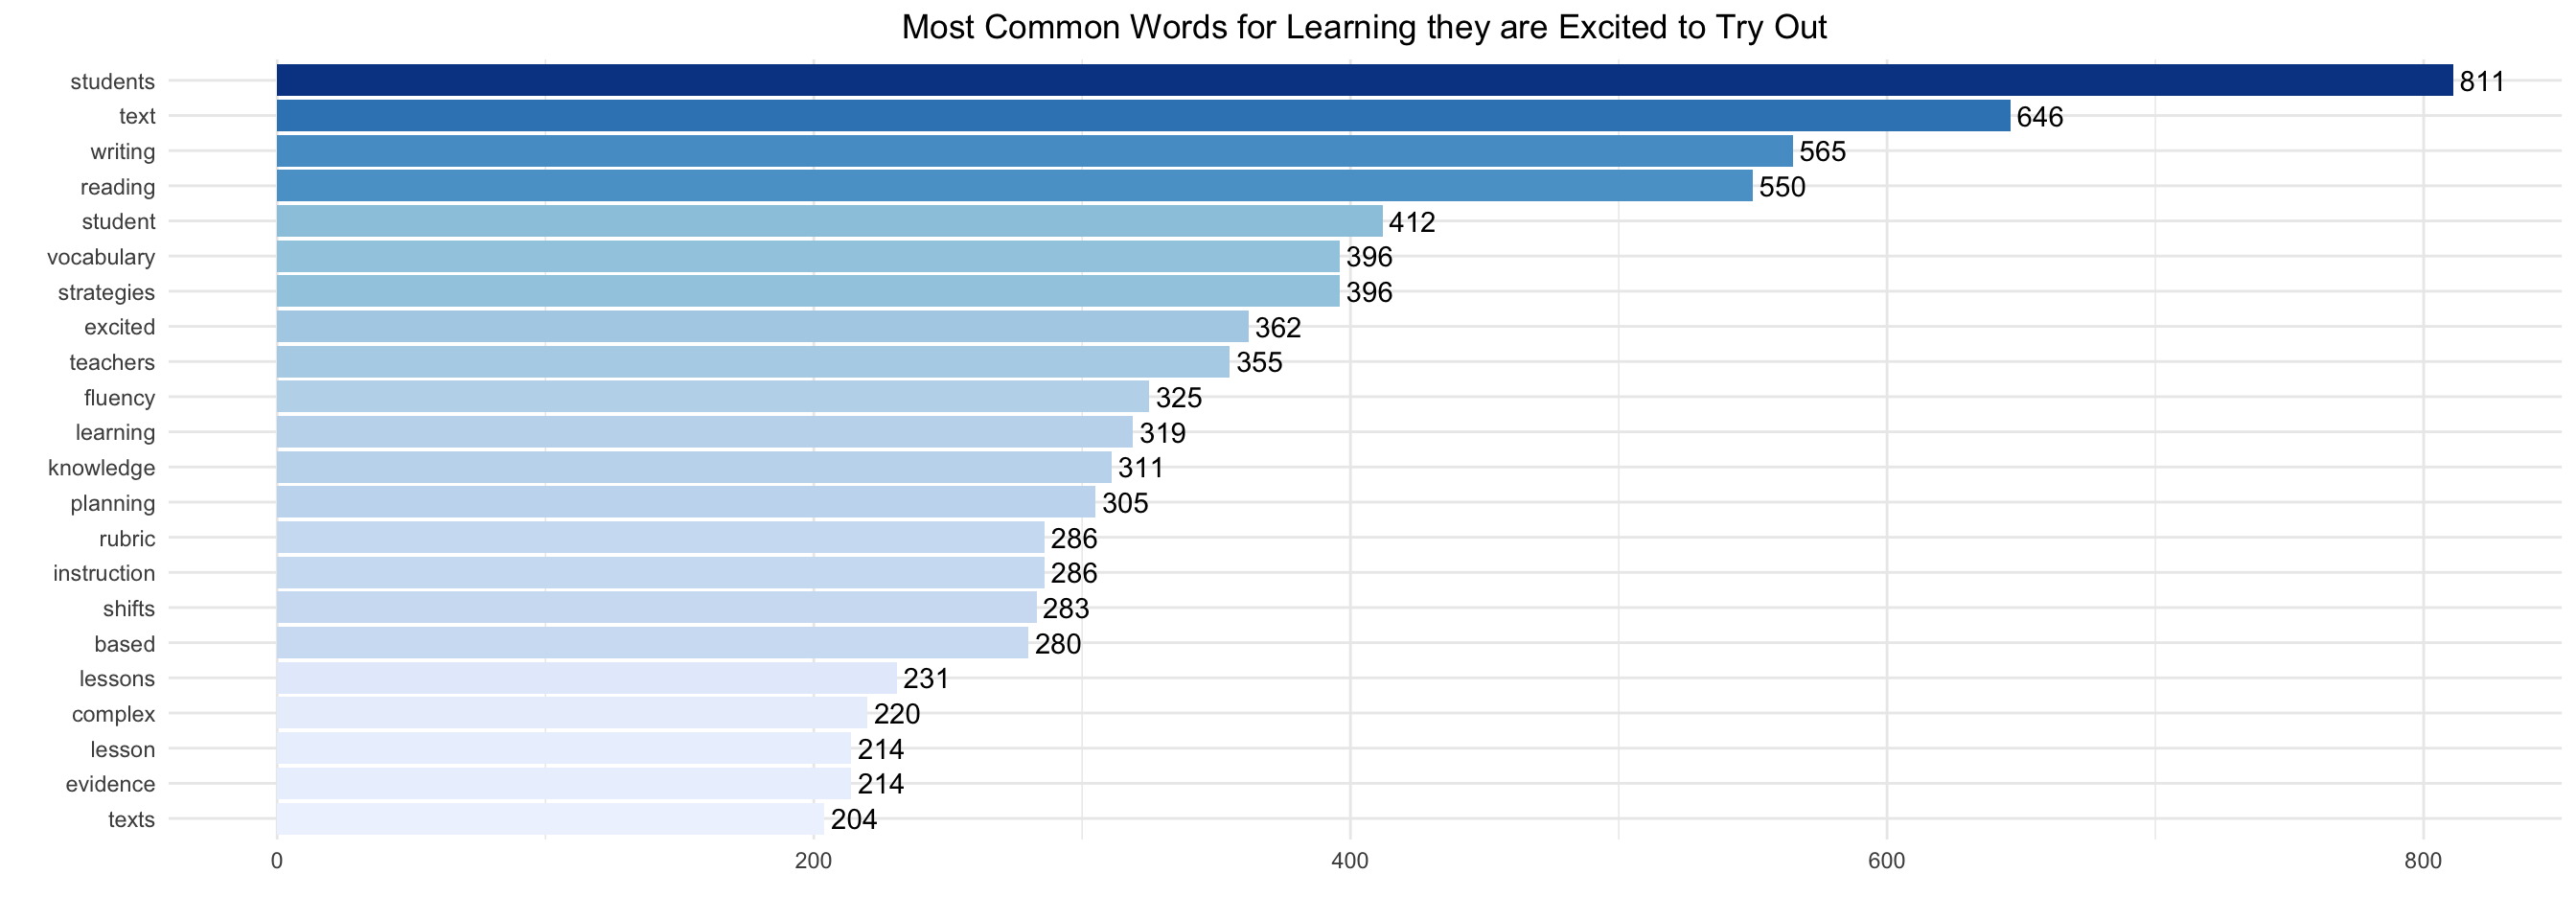 Most Common Words for Learning they are Excited to Try Out
students 811
text 646
writing 565
reading 550
student 412
vocabulary 396
strategies 396
excited 362
teachers 355
fluency 325
learning 319
knowledge 311
planning 305
rubric 286
instruction 286
shifts 283
based 280
lessons 231
complex 220
lesson 214
evidence 214
texts 204
0 200 400 600 800